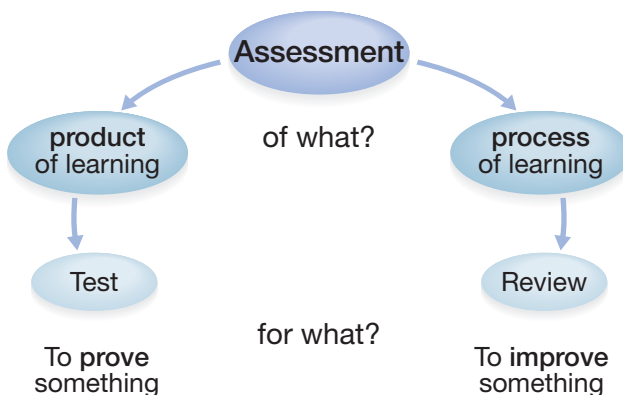 Assessment
product
of learning
of what?
process
of learning
Test
Review
for what?
To prove
something
To improve
something